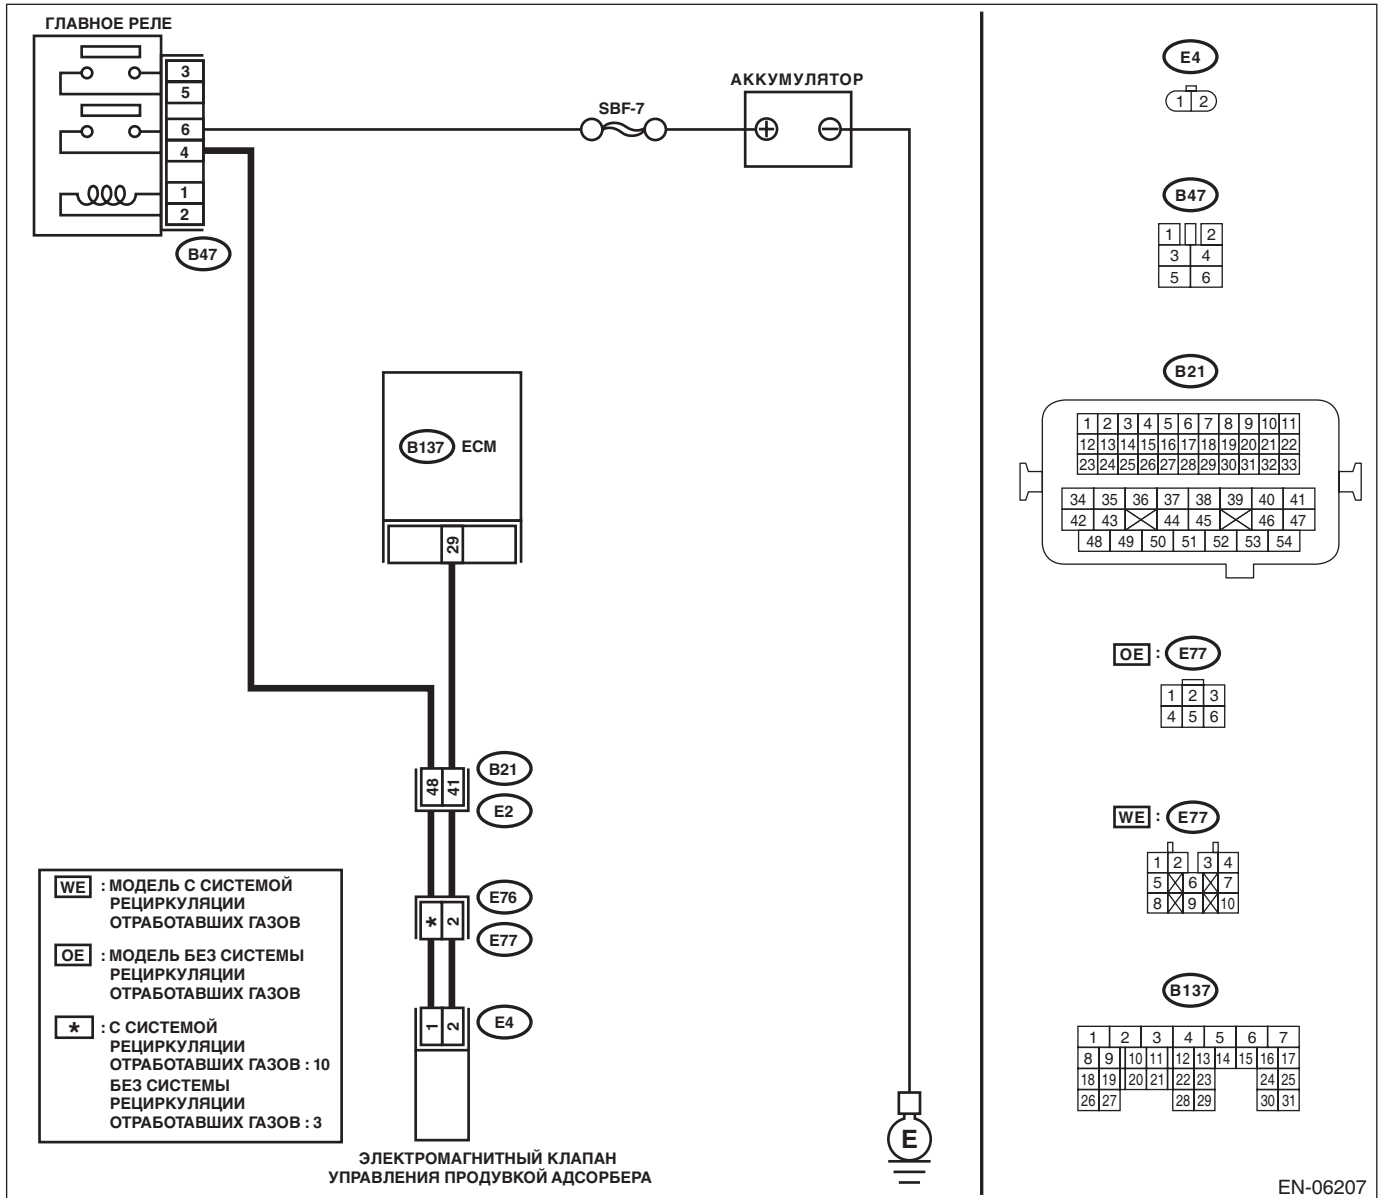 ГЛАВНОЕ РЕЛЕ
3
5
6
4
1
2
B47
SBF-7
АККУМУЛЯТОР
B137 ECM
29
B21
48 41
E2
E76
* 2
E77
1 2
E4
ЭЛЕКТРОМАГНИТНЫЙ КЛАПАН
УПРАВЛЕНИЯ ПРОДУВКОЙ АДСОРБЕРА
E
WE : МОДЕЛЬ С СИСТЕМОЙ
РЕЦИРКУЛЯЦИИ
ОТРАБОТАВШИХ ГАЗОВ
OE : МОДЕЛЬ БЕЗ СИСТЕМЫ
РЕЦИРКУЛЯЦИИ
ОТРАБОТАВШИХ ГАЗОВ
* : С СИСТЕМОЙ
РЕЦИРКУЛЯЦИИ
ОТРАБОТАВШИХ ГАЗОВ : 10
БЕЗ СИСТЕМЫ
РЕЦИРКУЛЯЦИИ
ОТРАБОТАВШИХ ГАЗОВ : 3
E4
1 2
B47
1 2
3 4
5 6
B21
1 2 3 4 5 6 7 8 9 10 11
12 13 14 15 16 17 18 19 20 21 22
23 24 25 26 27 28 29 30 31 32 33
34 35 36 37 38 39 40 41
42 43 44 45 46 47
48 49 50 51 52 53 54
OE : E77
1 2 3
4 5 6
WE : E77
1 2 3 4
5 6 7
8 9 10
B137
1 2 3 4 5 6 7
8 9 10 11 12 13 14 15 16 17
18 19 20 21 22 23 24 25
26 27 28 29 30 31
EN-06207